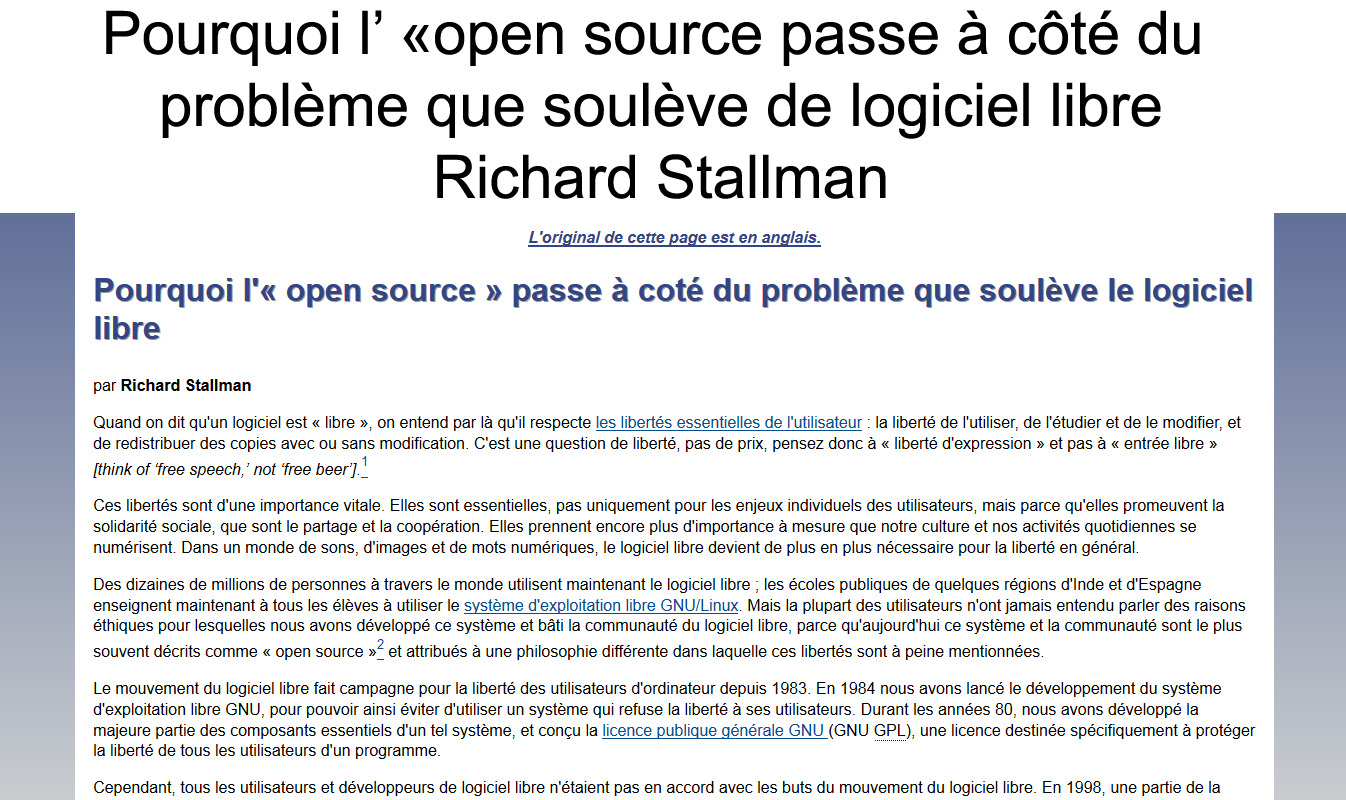 Pourquoi l’ «open source passe à côté du
problème que soulève de logiciel libre
Richard Stallman
L'original de cette page est en anglais.
Pourquoi l'« open source » passe à coté du problème que soulève le logiciel
libre
par Richard Stallman
Quand on dit qu'un logiciel est « libre », on entend par là qu'il respecte les libertés essentielles de l'utilisateur : la liberté de l'utiliser, de l'étudier et de le modifier, et
de redistribuer des copies avec ou sans modification. C'est une question de liberté, pas de prix, pensez donc à « liberté d'expression » et pas à « entrée libre »
[think of ‘free speech,’ not ‘free beer’].1
Ces libertés sont d'une importance vitale. Elles sont essentielles, pas uniquement pour les enjeux individuels des utilisateurs, mais parce qu'elles promeuvent la
solidarité sociale, que sont le partage et la coopération. Elles prennent encore plus d'importance à mesure que notre culture et nos activités quotidiennes se
numérisent. Dans un monde de sons, d'images et de mots numériques, le logiciel libre devient de plus en plus nécessaire pour la liberté en général.
Des dizaines de millions de personnes à travers le monde utilisent maintenant le logiciel libre ; les écoles publiques de quelques régions d'Inde et d'Espagne
enseignent maintenant à tous les élèves à utiliser le système d'exploitation libre GNU/Linux. Mais la plupart des utilisateurs n'ont jamais entendu parler des raisons
éthiques pour lesquelles nous avons développé ce système et bâti la communauté du logiciel libre, parce qu'aujourd'hui ce système et la communauté sont le plus
souvent décrits comme « open source »2 et attribués à une philosophie différente dans laquelle ces libertés sont à peine mentionnées.
Le mouvement du logiciel libre fait campagne pour la liberté des utilisateurs d'ordinateur depuis 1983. En 1984 nous avons lancé le développement du système
d'exploitation libre GNU, pour pouvoir ainsi éviter d'utiliser un système qui refuse la liberté à ses utilisateurs. Durant les années 80, nous avons développé la
majeure partie des composants essentiels d'un tel système, et conçu la licence publique générale GNU (GNU GPL), une licence destinée spécifiquement à protéger
la liberté de tous les utilisateurs d'un programme.
Cependant, tous les utilisateurs et développeurs de logiciel libre n'étaient pas en accord avec les buts du mouvement du logiciel libre. En 1998, une partie de la